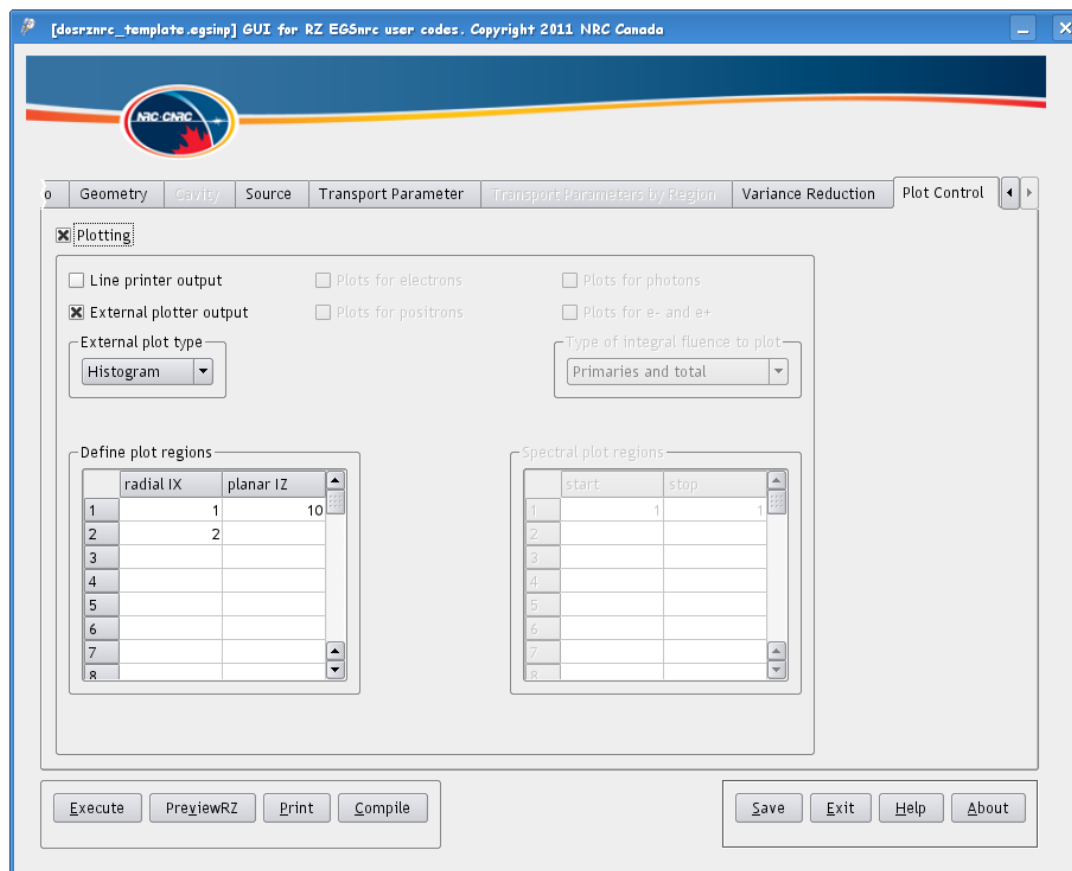 [dosrznrc_template.egsinp] GUI for RZ EGSnrc user codes. Copyright 2011 NRC Canada
NRC·CNRC
o Geometry Cavity Source Transport Parameter Transport Parameters by Region Variance Reduction Plot Control
Plotting
Line printer output Plots for electrons Plots for photons
External plotter output Plots for positrons Plots for e- and e+
External plot type Type of integral fluence to plot
Histogram Primaries and total
Define plot regions Spectral plot regions
radial IX planar IZ start stop
1 1 10 1 1 1
2 2 2
3 3
4 4
5 5
6 6
7 7
8 8
Execute PreviewRZ Print Compile Save Exit Help About